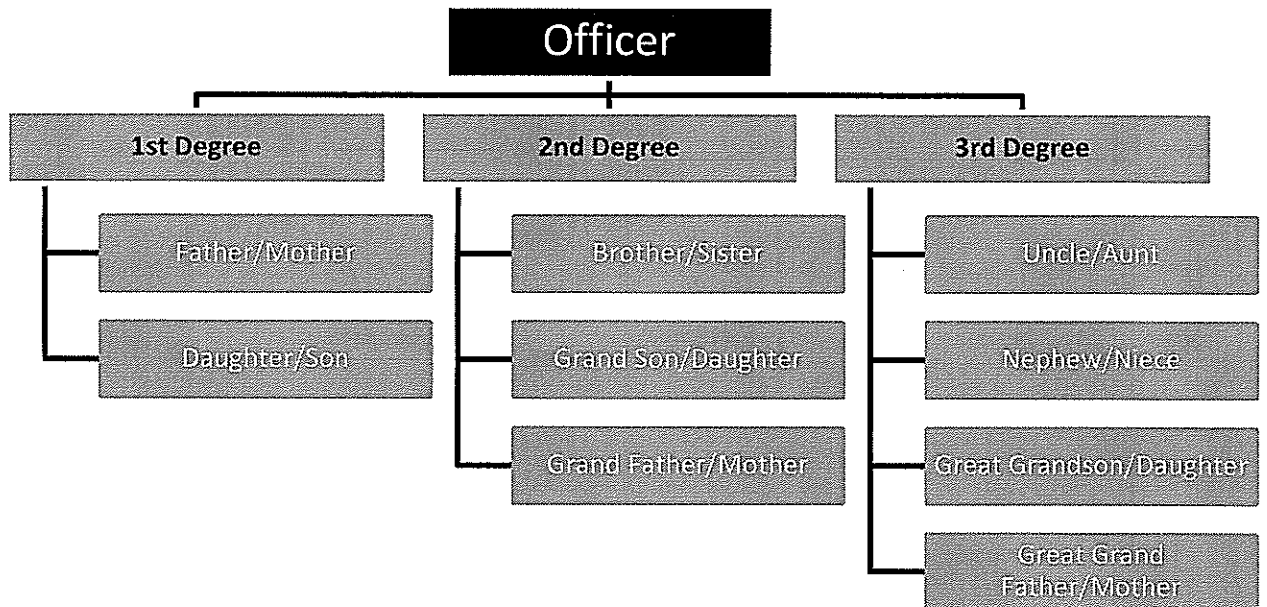 Officer
1st Degree
Father/Mother
Daughter/Son
2nd Degree
Brother/Sister
Grand Son/Daughter
Grand Father/Mother
3rd Degree
Uncle/Aunt
Nephew/Niece
Great Grandson/Daughter
Great Grand
Father/Mother